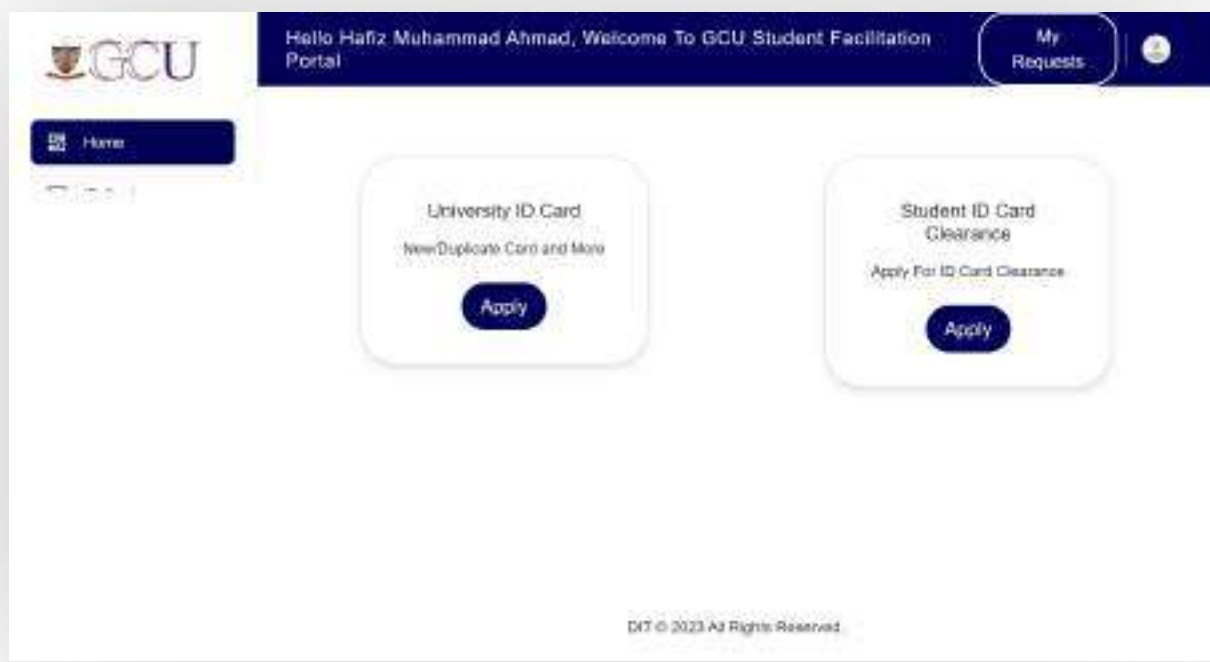 GCU
Hello Hafiz Muhammad Ahmad, Welcome To GCU Student Facilitation
Portal
My
Requests
Home
University ID Card
New/Duplicate Card and More
Apply
Student ID Card
Clearance
Apply For ID Card Clearance
Apply
DIT © 2023 All Rights Reserved.